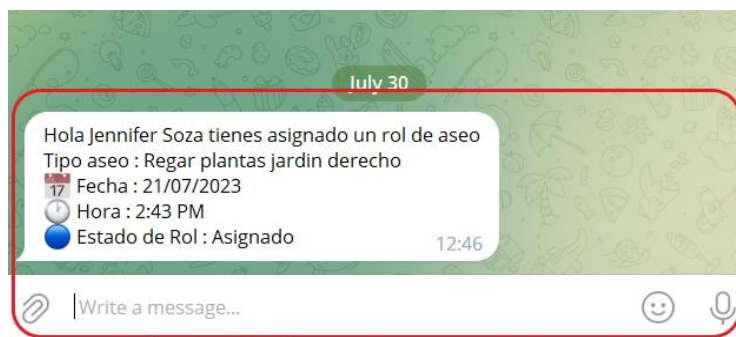 July 30
Hola Jennifer Soza tienes asignado un rol de aseo
Tipo aseo : Regar plantas jardin derecho
17 Fecha : 21/07/2023
Hora : 2:43 PM
Estado de Rol : Asignado
12:46
Write a message...